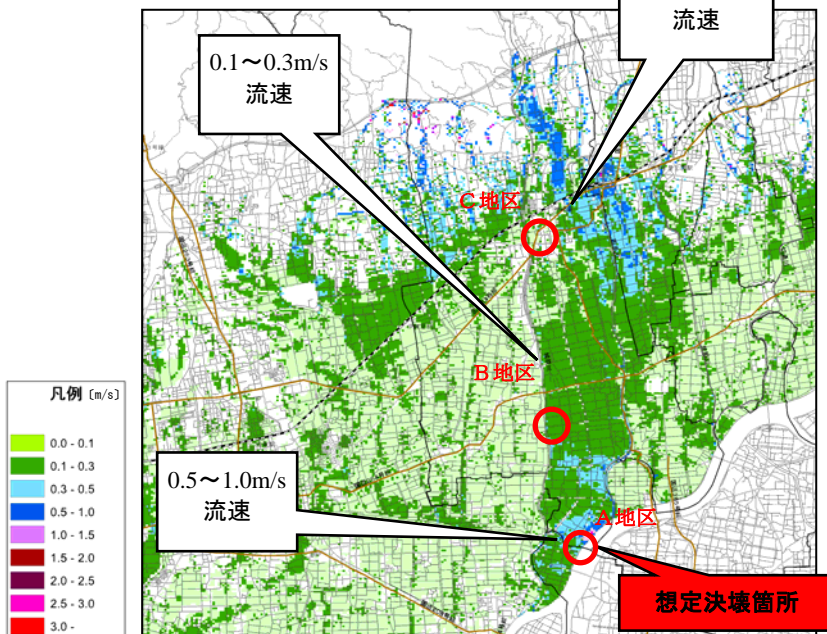 流速
0.1～0.3m/s
流速
C地区
B地区
凡例 [m/s]
0.0 - 0.1
0.1 - 0.3
0.3 - 0.5
0.5 - 1.0
1.0 - 1.5
1.5 - 2.0
2.0 - 2.5
2.5 - 3.0
3.0 -
0.5～1.0m/s
流速
A地区
想定決壊箇所